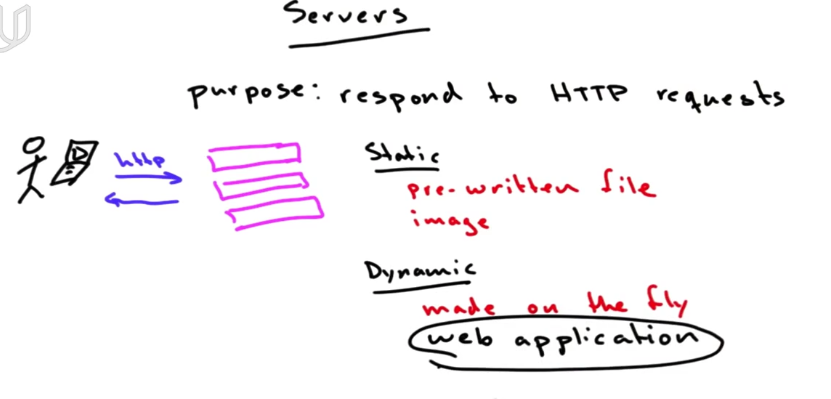 Servers
purpose: respond to HTTP requests
http
Static
pre-written file
image
Dynamic
made on the fly
web application